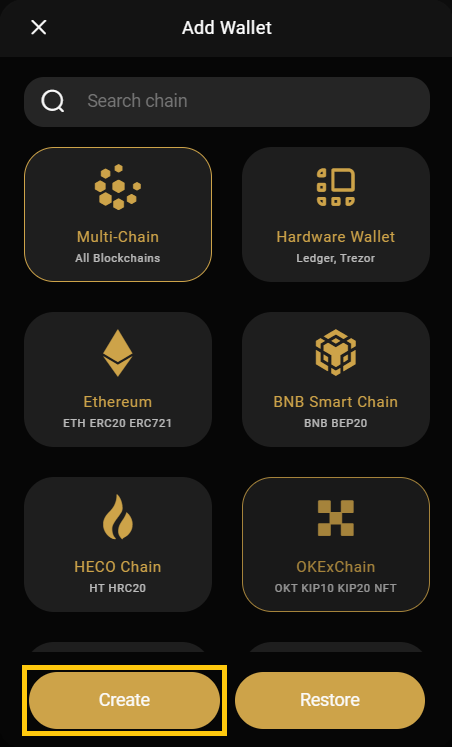 Add Wallet
Search chain
Multi-Chain
All Blockchains
Hardware Wallet
Ledger, Trezor
Ethereum
ETH ERC20 ERC721
BNB Smart Chain
BNB BEP20
HECO Chain
HT HRC20
OKExChain
OKT KIP10 KIP20 NFT
Create
Restore